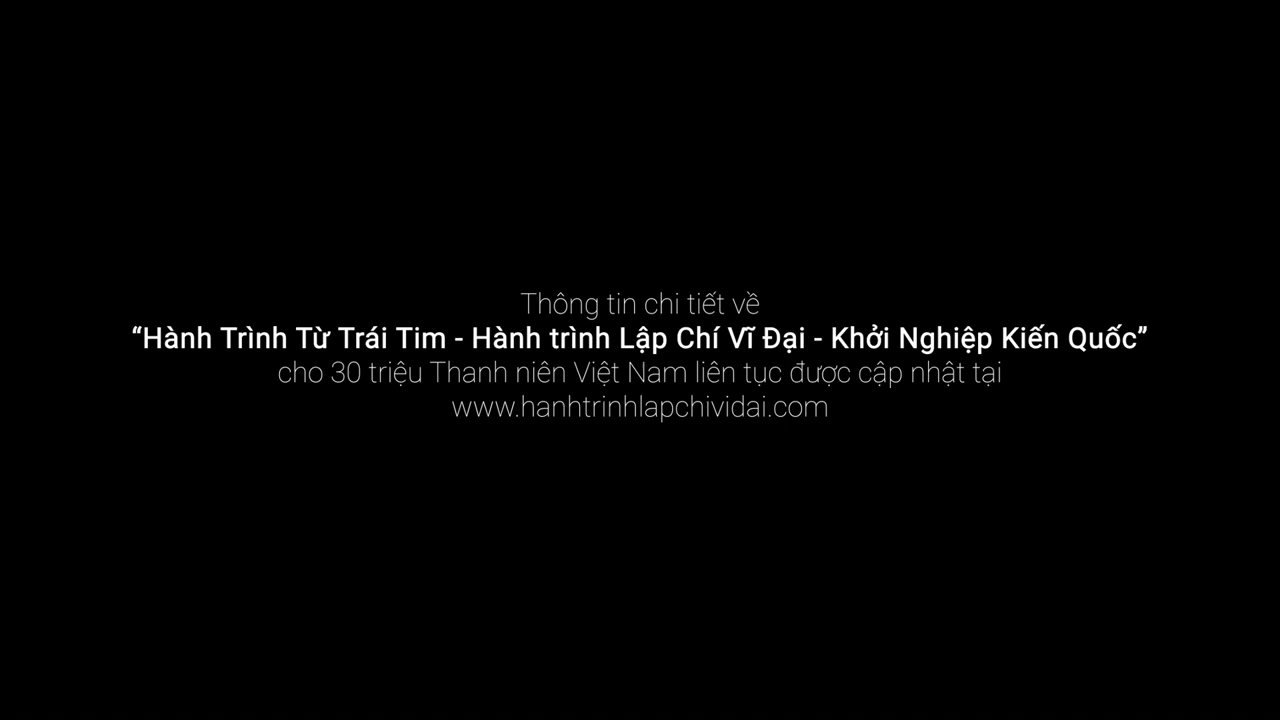 Thông tin chi tiết về
“Hành Trình Từ Trái Tim - Hành trình Lập Chí Vĩ Đại - Khởi Nghiệp Kiến Quốc”
cho 30 triệu Thanh niên Việt Nam liên tục được cập nhật tại
www.hanhtrinhlapchividai.com